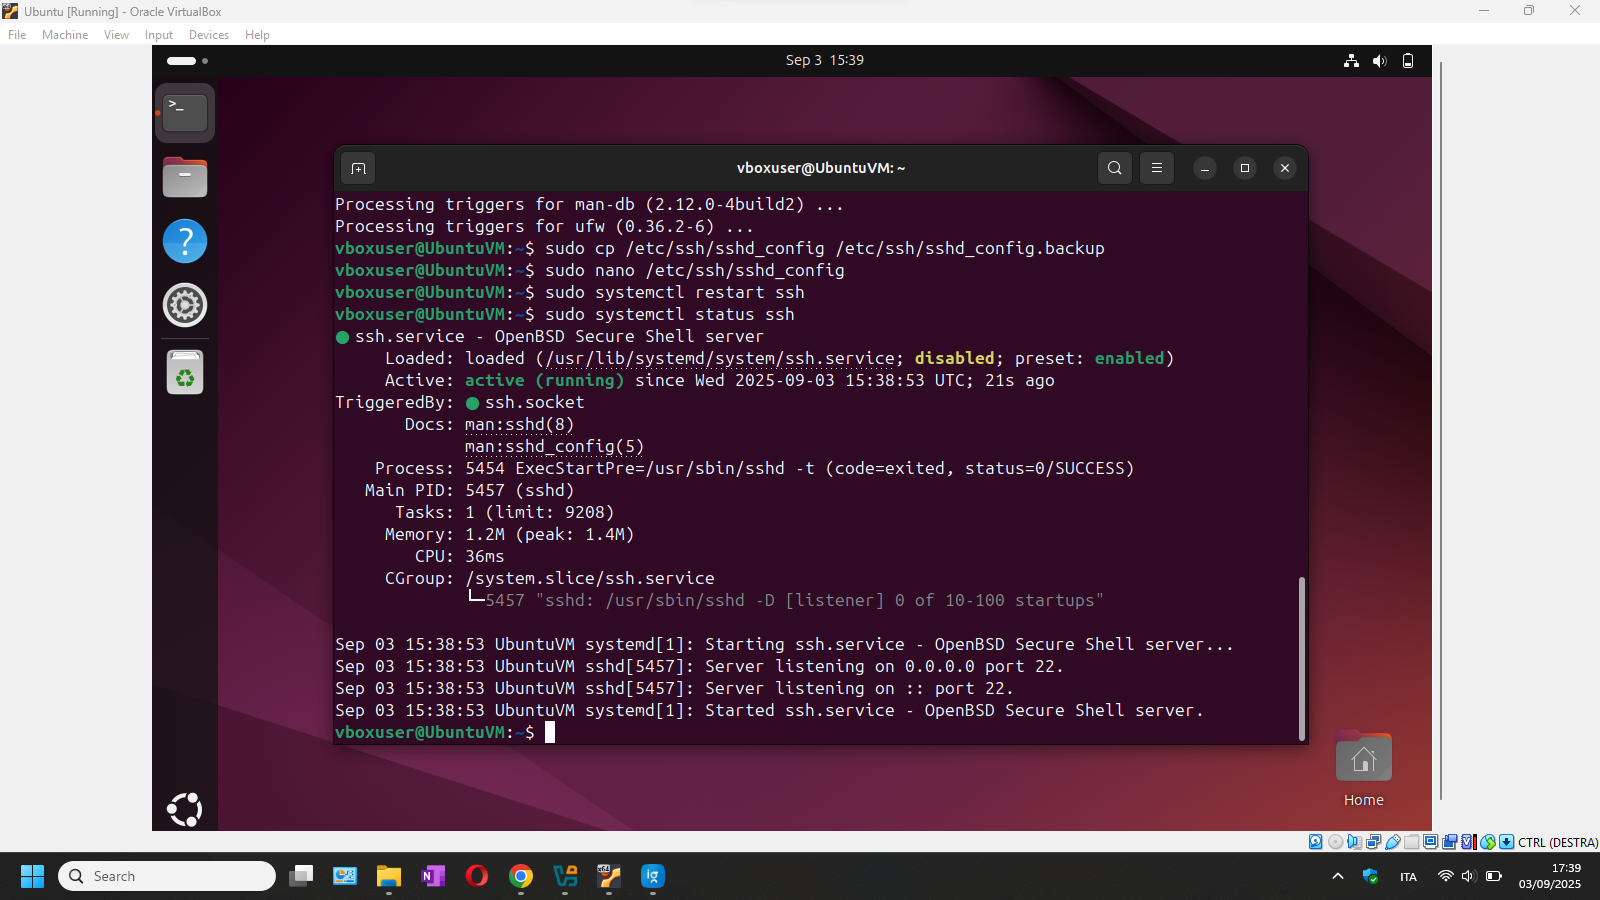 Ubuntu [Running] - Oracle VirtualBox
File Machine View Input Devices Help
Sep 3 15:39
vboxuser@UbuntuVM: ~
Processing triggers for man-db (2.12.0-4build2) ...
Processing triggers for ufw (0.36.2-6) ...
vboxuser@UbuntuVM:~$ sudo cp /etc/ssh/sshd_config /etc/ssh/sshd_config.backup
vboxuser@UbuntuVM:~$ sudo nano /etc/ssh/sshd_config
vboxuser@UbuntuVM:~$ sudo systemctl restart ssh
vboxuser@UbuntuVM:~$ sudo systemctl status ssh
● ssh.service - OpenBSD Secure Shell server
Loaded: loaded (/usr/lib/systemd/system/ssh.service; disabled; preset: enabled)
Active: active (running) since Wed 2025-09-03 15:38:53 UTC; 21s ago
TriggeredBy: ● ssh.socket
Docs: man:sshd(8)
man:sshd_config(5)
Process: 5454 ExecStartPre=/usr/sbin/sshd -t (code=exited, status=0/SUCCESS)
Main PID: 5457 (sshd)
Tasks: 1 (limit: 9208)
Memory: 1.2M (peak: 1.4M)
CPU: 36ms
CGroup: /system.slice/ssh.service
└─5457 "sshd: /usr/sbin/sshd -D [listener] 0 of 10-100 startups"
Sep 03 15:38:53 UbuntuVM systemd[1]: Starting ssh.service - OpenBSD Secure Shell server...
Sep 03 15:38:53 UbuntuVM sshd[5457]: Server listening on 0.0.0.0 port 22.
Sep 03 15:38:53 UbuntuVM sshd[5457]: Server listening on :: port 22.
Sep 03 15:38:53 UbuntuVM systemd[1]: Started ssh.service - OpenBSD Secure Shell server.
vboxuser@UbuntuVM:~$
Home
CTRL (DESTRA)
Search
ITA
17:39
03/09/2025